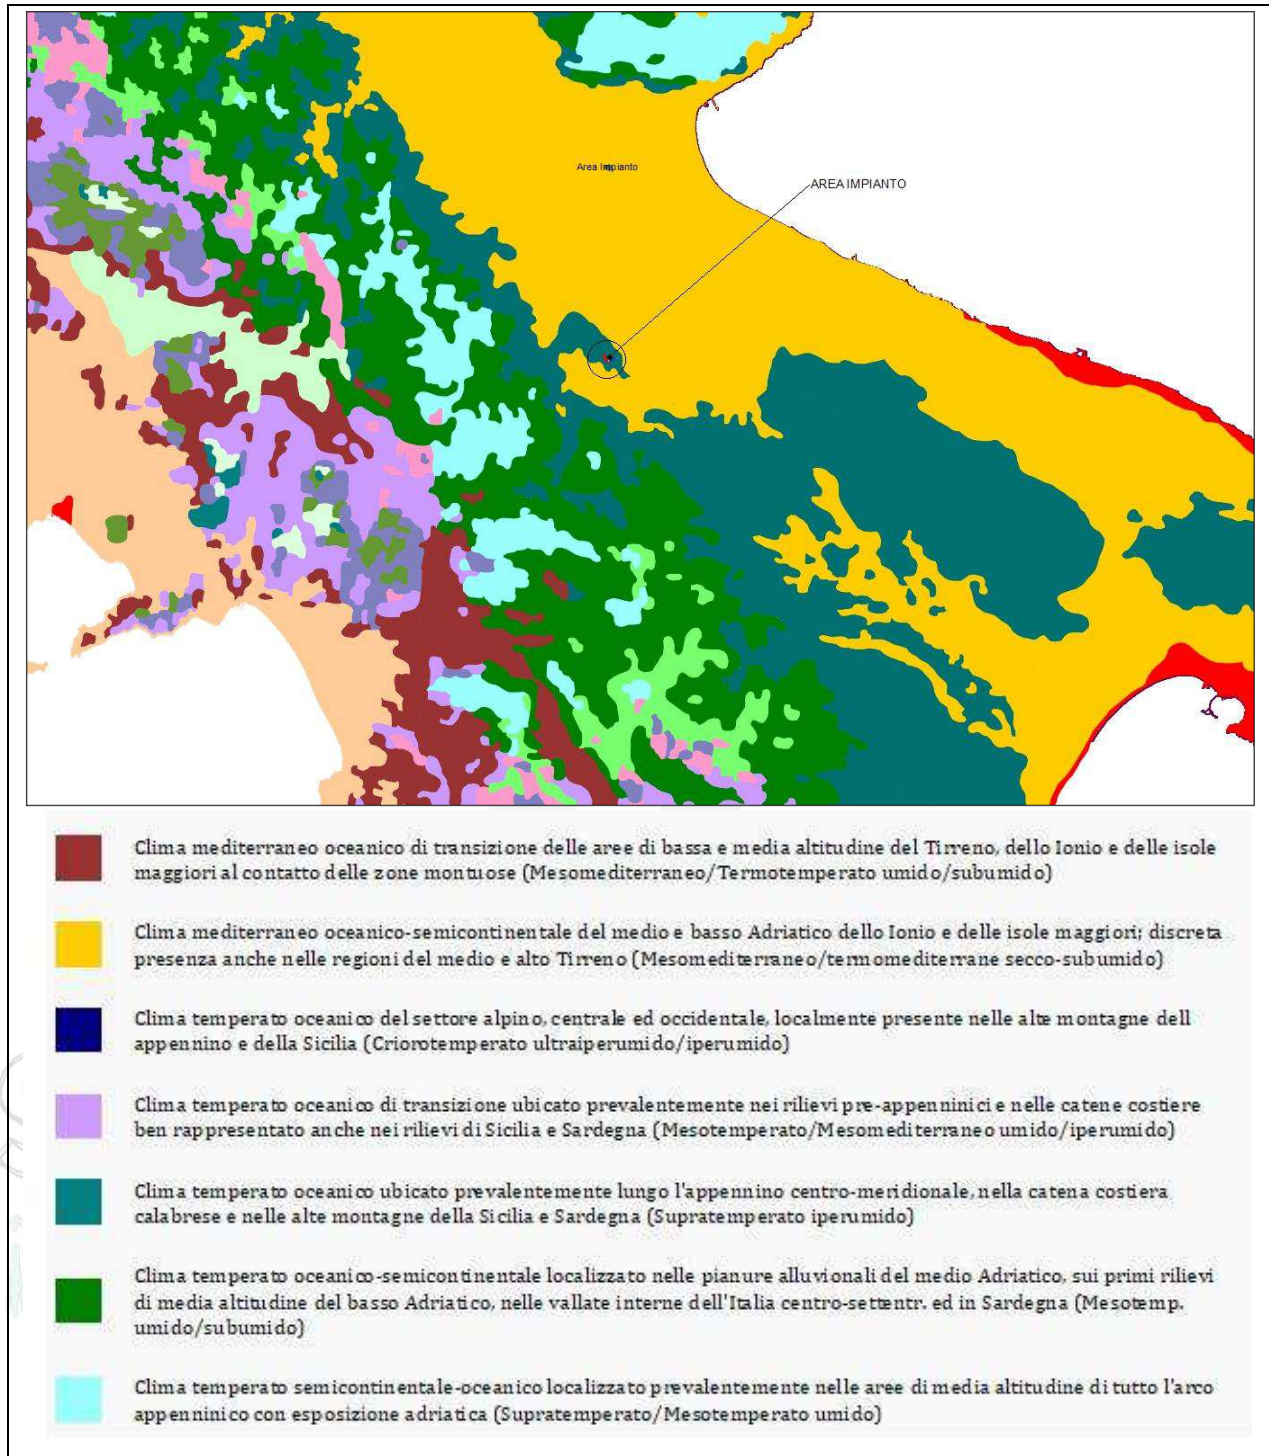 Area Impianto
AREA IMPIANTO
Clima mediterraneo oceanico di transizione delle aree di bassa e media altitudine del Tirreno, dello Ionio e delle isole
maggiori al contatto delle zone montuose (Mesomediterraneo/Termotemperato umido/subumido)
Clima mediterraneo oceanico-semicontinentale del medio e basso Adriatico dello Ionio e delle isole maggiori; discreta
presenza anche nelle regioni del medio e alto Tirreno (Mesomediterraneo/termomediterrane secco-subumido)
Clima temperato oceanico del settore alpino, centrale ed occidentale, localmente presente nelle alte montagne dell
appennino e della Sicilia (Criorotemperato ultraiperumido/iperumido)
Clima temperato oceanico di transizione ubicato prevalentemente nei rilievi pre-appenninici e nelle catene costiere
ben rappresentato anche nei rilievi di Sicilia e Sardegna (Mesotemperato/Mesomediterraneo umido/iperumido)
Clima temperato oceanico ubicato prevalentemente lungo l'appennino centro-meridionale, nella catena costiera
calabrese e nelle alte montagne della Sicilia e Sardegna (Supratemperato iperumido)
Clima temperato oceanico-semicontinentale localizzato nelle pianure alluvionali del medio Adriatico, sui primi rilievi
di media altitudine del basso Adriatico, nelle vallate interne dell'Italia centro-settentr. ed in Sardegna (Mesotemp.
umido/subumido)
Clima temperato semicontinentale-oceanico localizzato prevalentemente nelle aree di media altitudine di tutto l'arco
appenninico con esposizione adriatica (Supratemperato/Mesotemperato umido)